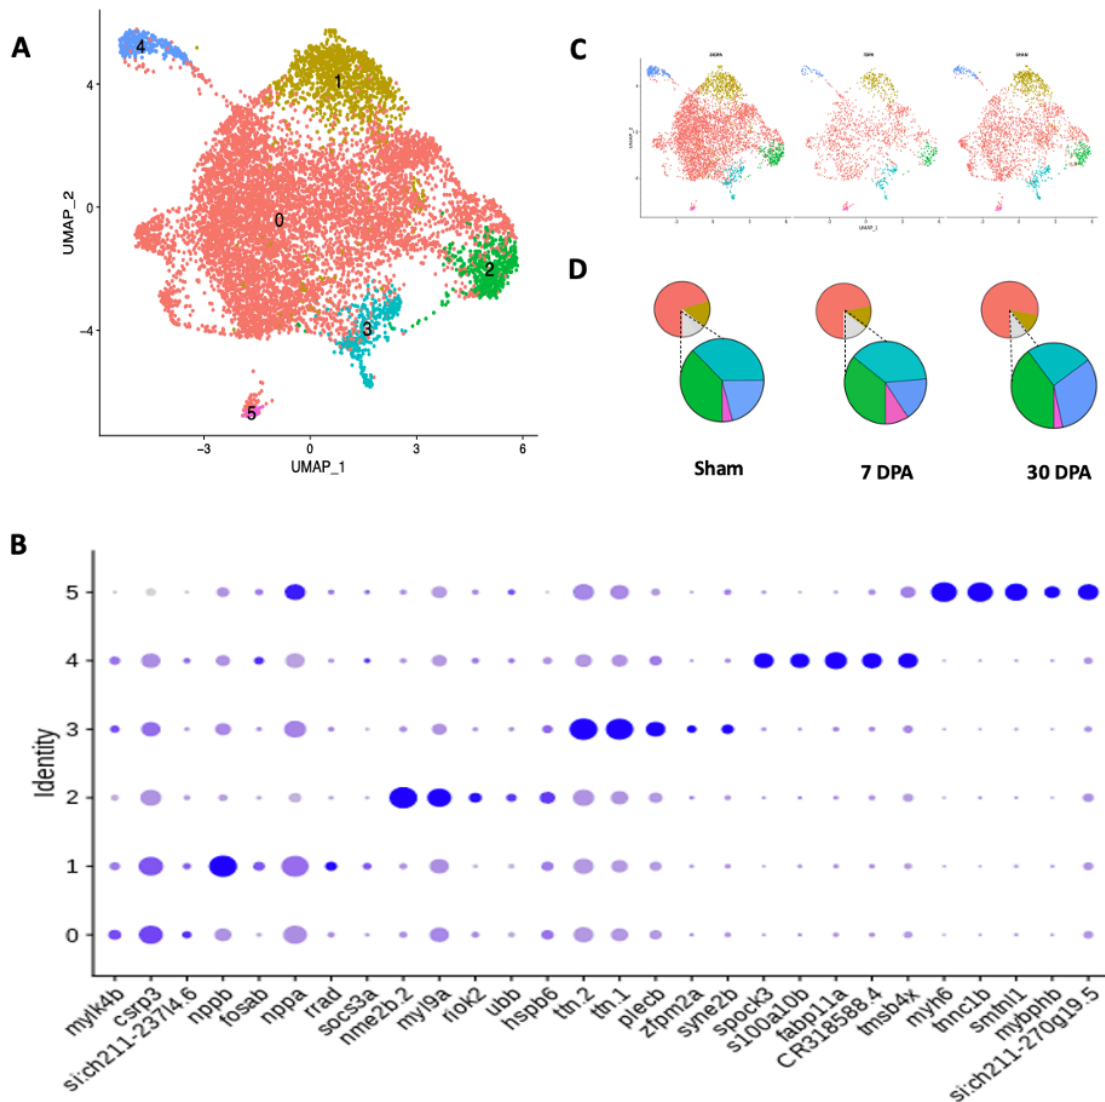 A
4
1
4
0
0
2
3
−4
5
−3
0
3
6
UMAP_1
UMAP_2
C
SHAM
UMAP_1
D
Sham
7 DPA
30 DPA
B
5
4
3
2
1
0
Identity
mylk4b
csrp3
si:ch211-237l4.6
nppb
fosab
nppa
rrad
socs3a
nme2b.2
myl9a
riok2
ubb
hspb6
ttn.2
ttn.1
plecb
zfpm2a
syne2b
spock3
s100a10b
fabp11a
CR318588.4
tmsb4x
myh6
tnnc1b
smtnl1
mybphb
si:ch211-270g19.5